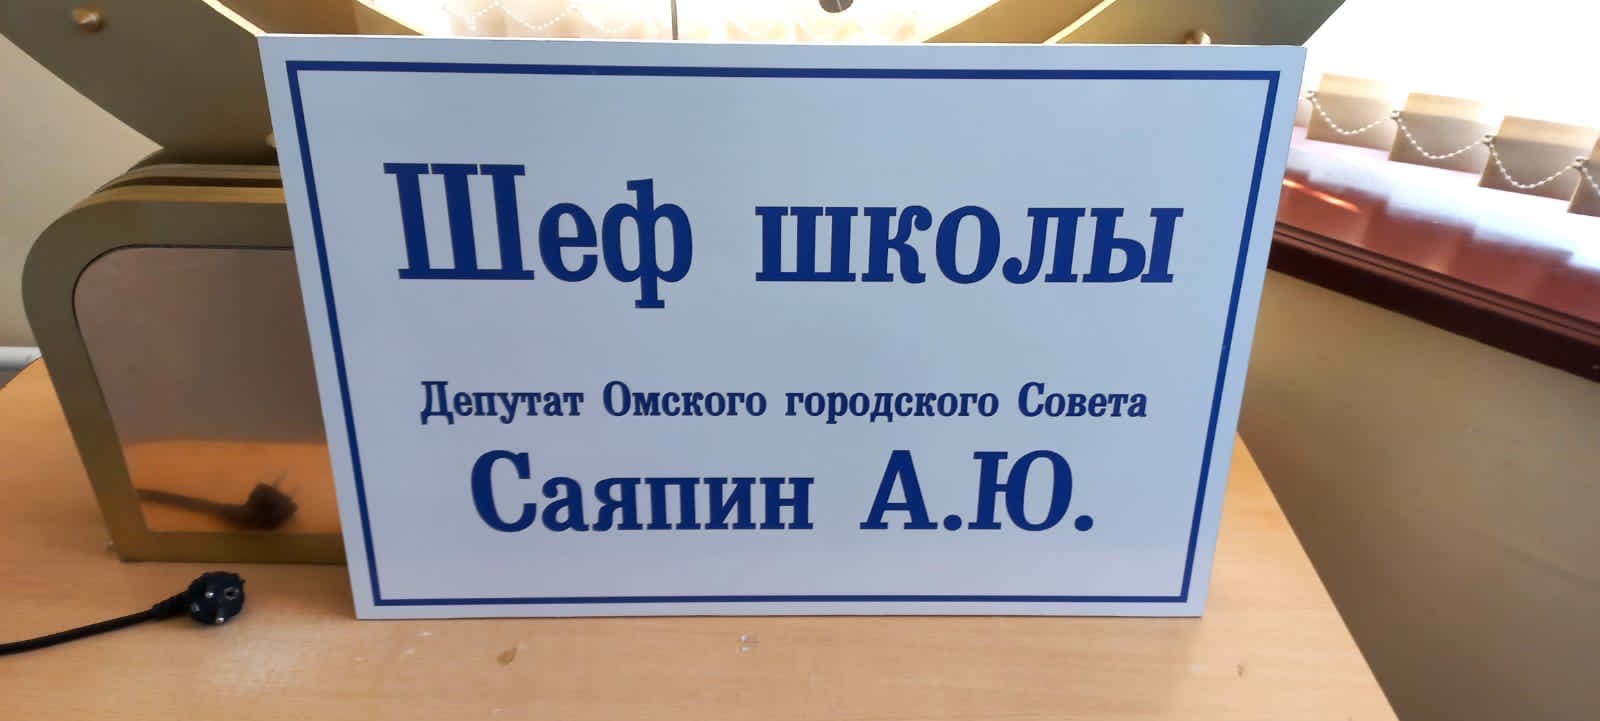 Шеф школы
Депутат Омского городского Совета
Саяпин А.Ю.